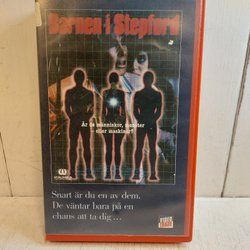 Barnen i Stepford
Är de människor, monster
– eller maskiner?
Snart är du en av dem.
De väntar bara på en
chans att ta dig...
VIDEO